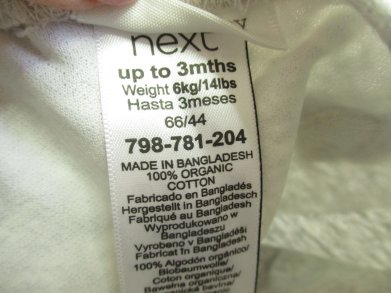 next
up to 3mths
Weight 6kg/14lbs
Hasta 3meses
66/44
798-781-204
MADE IN BANGLADESH
100% ORGANIC
COTTON
Fabricado en Bangladés
Hergestellt in Bangladesch
Fabriqué au Bangladesh
Wyprodukowano w
Bangladeszu
Vyrobeno v Bangladéši
Fabricat în Bangladesh
100% Algodón orgánico/
Biobaumwolle/
Coton organique/
Bawełna organiczna/